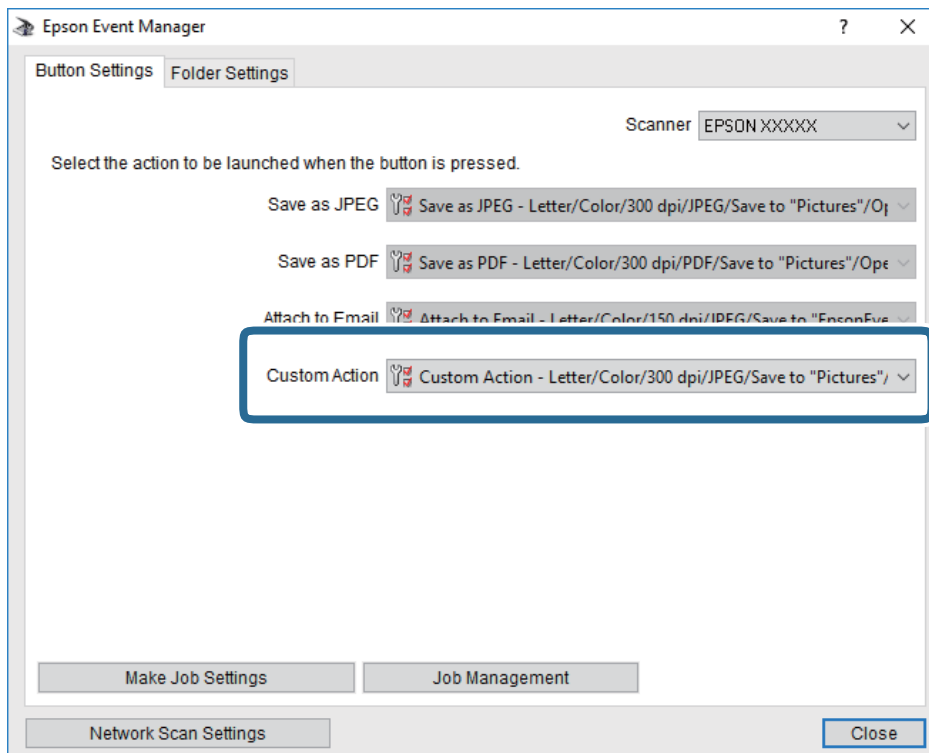 Epson Event Manager
Button Settings Folder Settings
Scanner EPSON XXXXX
Select the action to be launched when the button is pressed.
Save as JPEG Save as JPEG - Letter/Color/300 dpi/JPEG/Save to "Pictures"/Op
Save as PDF Save as PDF - Letter/Color/300 dpi/PDF/Save to "Pictures"/Ope
Attach to Email Attach to Email - Letter/Color/150 dpi/JPEG/Save to "EpsonEve
Custom Action Custom Action - Letter/Color/300 dpi/JPEG/Save to "Pictures"/
Make Job Settings Job Management
Network Scan Settings Close